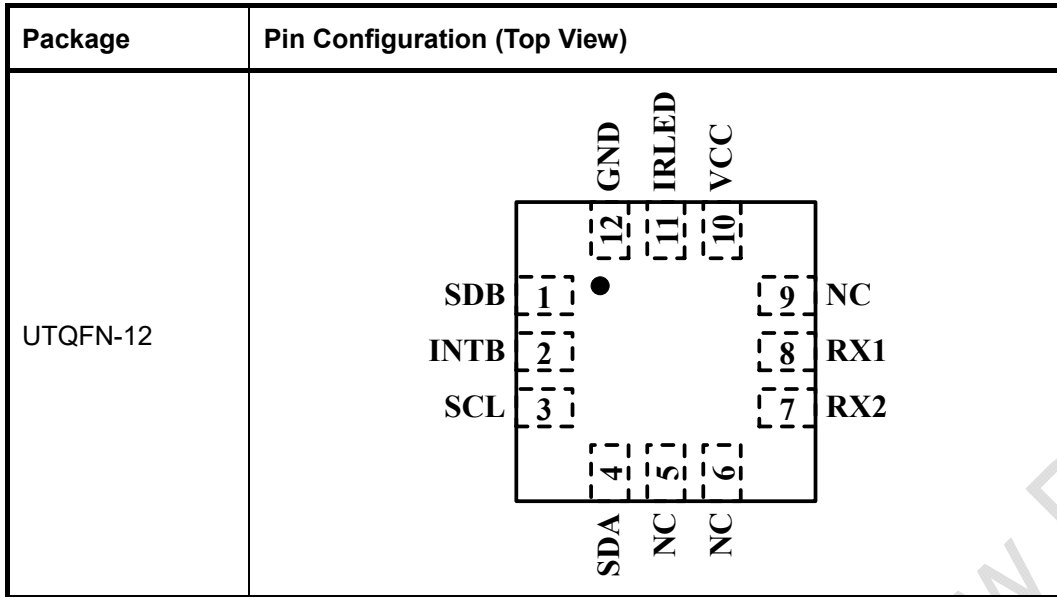 Package
Pin Configuration (Top View)
UTQFN-12
GND
IRLED
VCC
12
11
10
SDB 1
9 NC
INTB 2
8 RX1
SCL 3
7 RX2
4
5
6
SDA
NC
NC